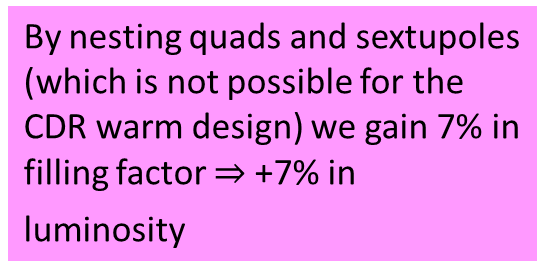 By nesting quads and sextupoles
(which is not possible for the
CDR warm design) we gain 7% in
filling factor ⇒ +7% in
luminosity